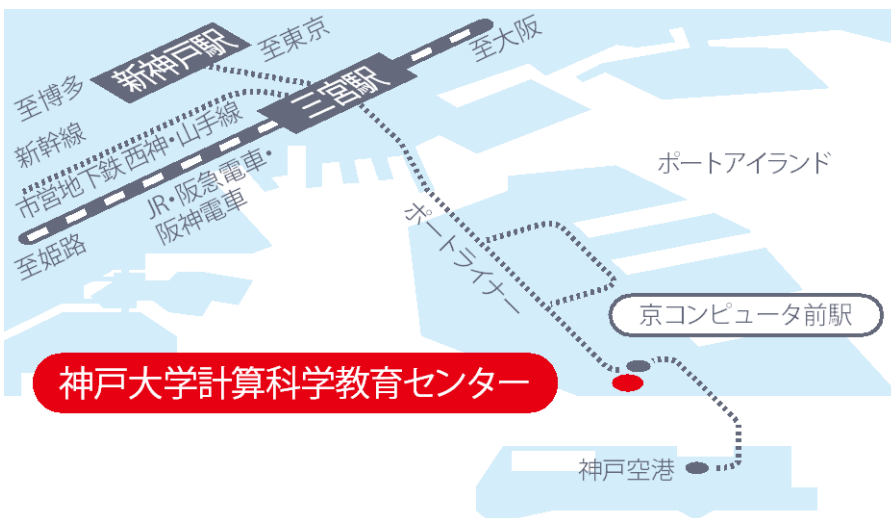 新神戸駅
至東京
至大阪
三宮駅
至博多
新幹線
市営地下鉄 西神・山手線
JR・阪急電車・
阪神電車
至姫路
ポートアイランド
ポートライナー
京コンピュータ前駅
神戸大学計算科学教育センター
神戸空港